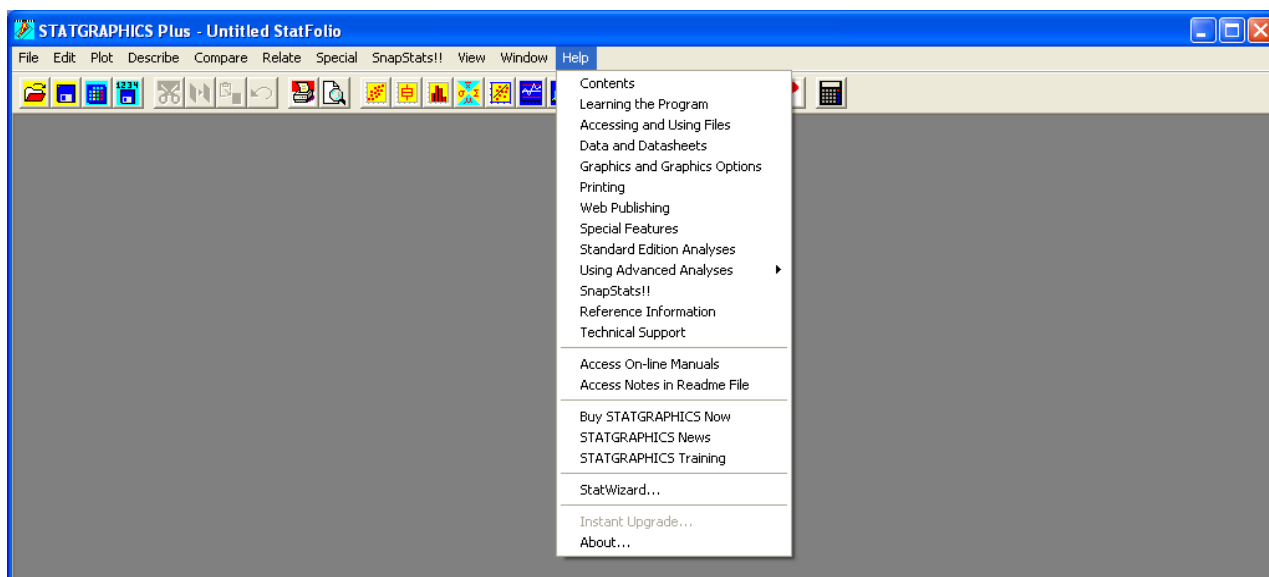 STATGRAPHICS Plus - Untitled StatFolio
File Edit Plot Describe Compare Relate Special SnapStats!! View Window Help
1234
Contents
Learning the Program
Accessing and Using Files
Data and Datasheets
Graphics and Graphics Options
Printing
Web Publishing
Special Features
Standard Edition Analyses
Using Advanced Analyses
SnapStats!!
Reference Information
Technical Support
Access On-line Manuals
Access Notes in Readme File
Buy STATGRAPHICS Now
STATGRAPHICS News
STATGRAPHICS Training
StatWizard...
Instant Upgrade...
About...